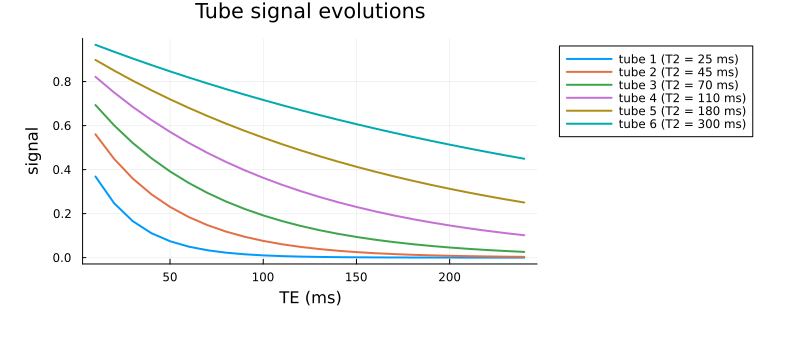 Tube signal evolutions
signal
0.8
0.6
0.4
0.2
0.0
50
100
150
200
TE (ms)
tube 1 (T2 = 25 ms)
tube 2 (T2 = 45 ms)
tube 3 (T2 = 70 ms)
tube 4 (T2 = 110 ms)
tube 5 (T2 = 180 ms)
tube 6 (T2 = 300 ms)